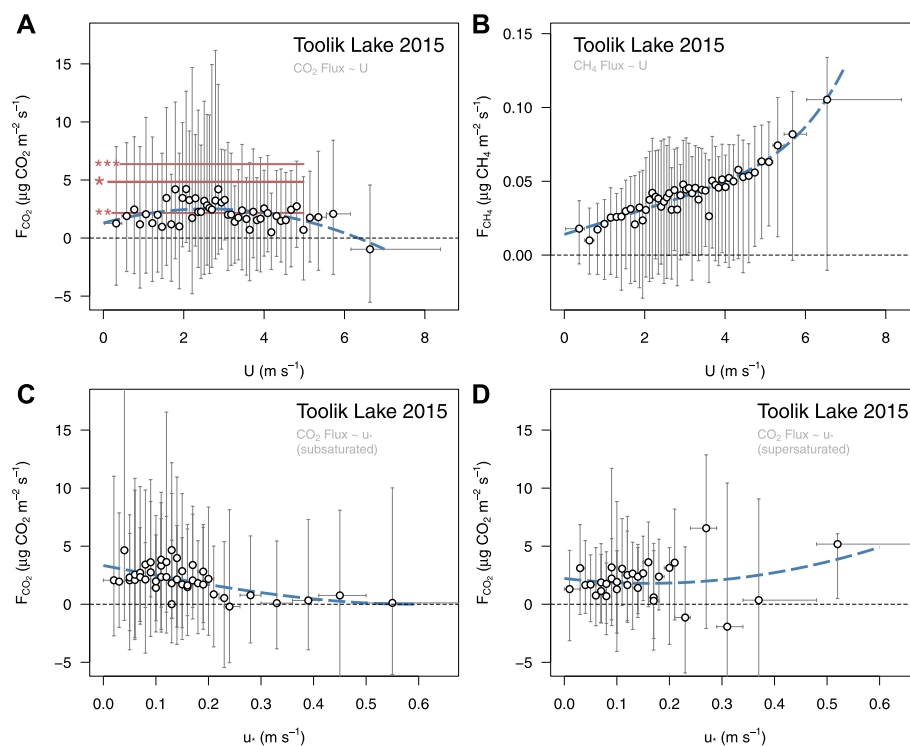 A
Toolik Lake 2015
CO₂ Flux ~ U
***
*
**
15
10
5
0
−5
F_CO₂ (µg CO₂ m⁻² s⁻¹)
0 2 4 6 8
U (m s⁻¹)
B
Toolik Lake 2015
CH₄ Flux ~ U
0.15
0.10
0.05
0.00
F_CH₄ (µg CH₄ m⁻² s⁻¹)
0 2 4 6 8
U (m s⁻¹)
C
Toolik Lake 2015
CO₂ Flux ~ u*
(subsaturated)
15
10
5
0
−5
F_CO₂ (µg CO₂ m⁻² s⁻¹)
0.0 0.1 0.2 0.3 0.4 0.5 0.6
u* (m s⁻¹)
D
Toolik Lake 2015
CO₂ Flux ~ u*
(supersaturated)
15
10
5
0
−5
F_CO₂ (µg CO₂ m⁻² s⁻¹)
0.0 0.1 0.2 0.3 0.4 0.5 0.6
u* (m s⁻¹)